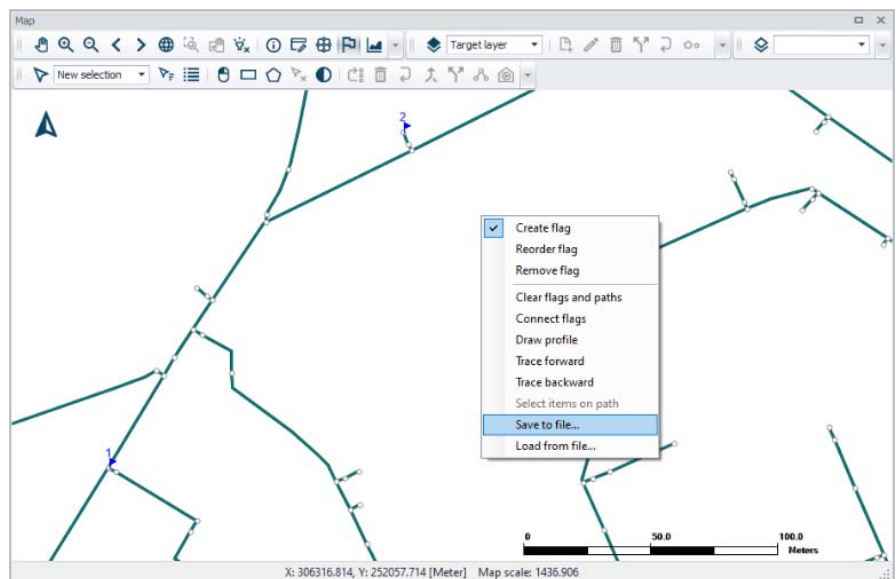 Map
Target layer
New selection
2
Create flag
Reorder flag
Remove flag
Clear flags and paths
Connect flags
Draw profile
Trace forward
Trace backward
Select items on path
Save to file...
Load from file...
1
0 50.0 100.0
Meters
X: 306316.814, Y: 252057.714 [Meter] Map scale: 1436.906